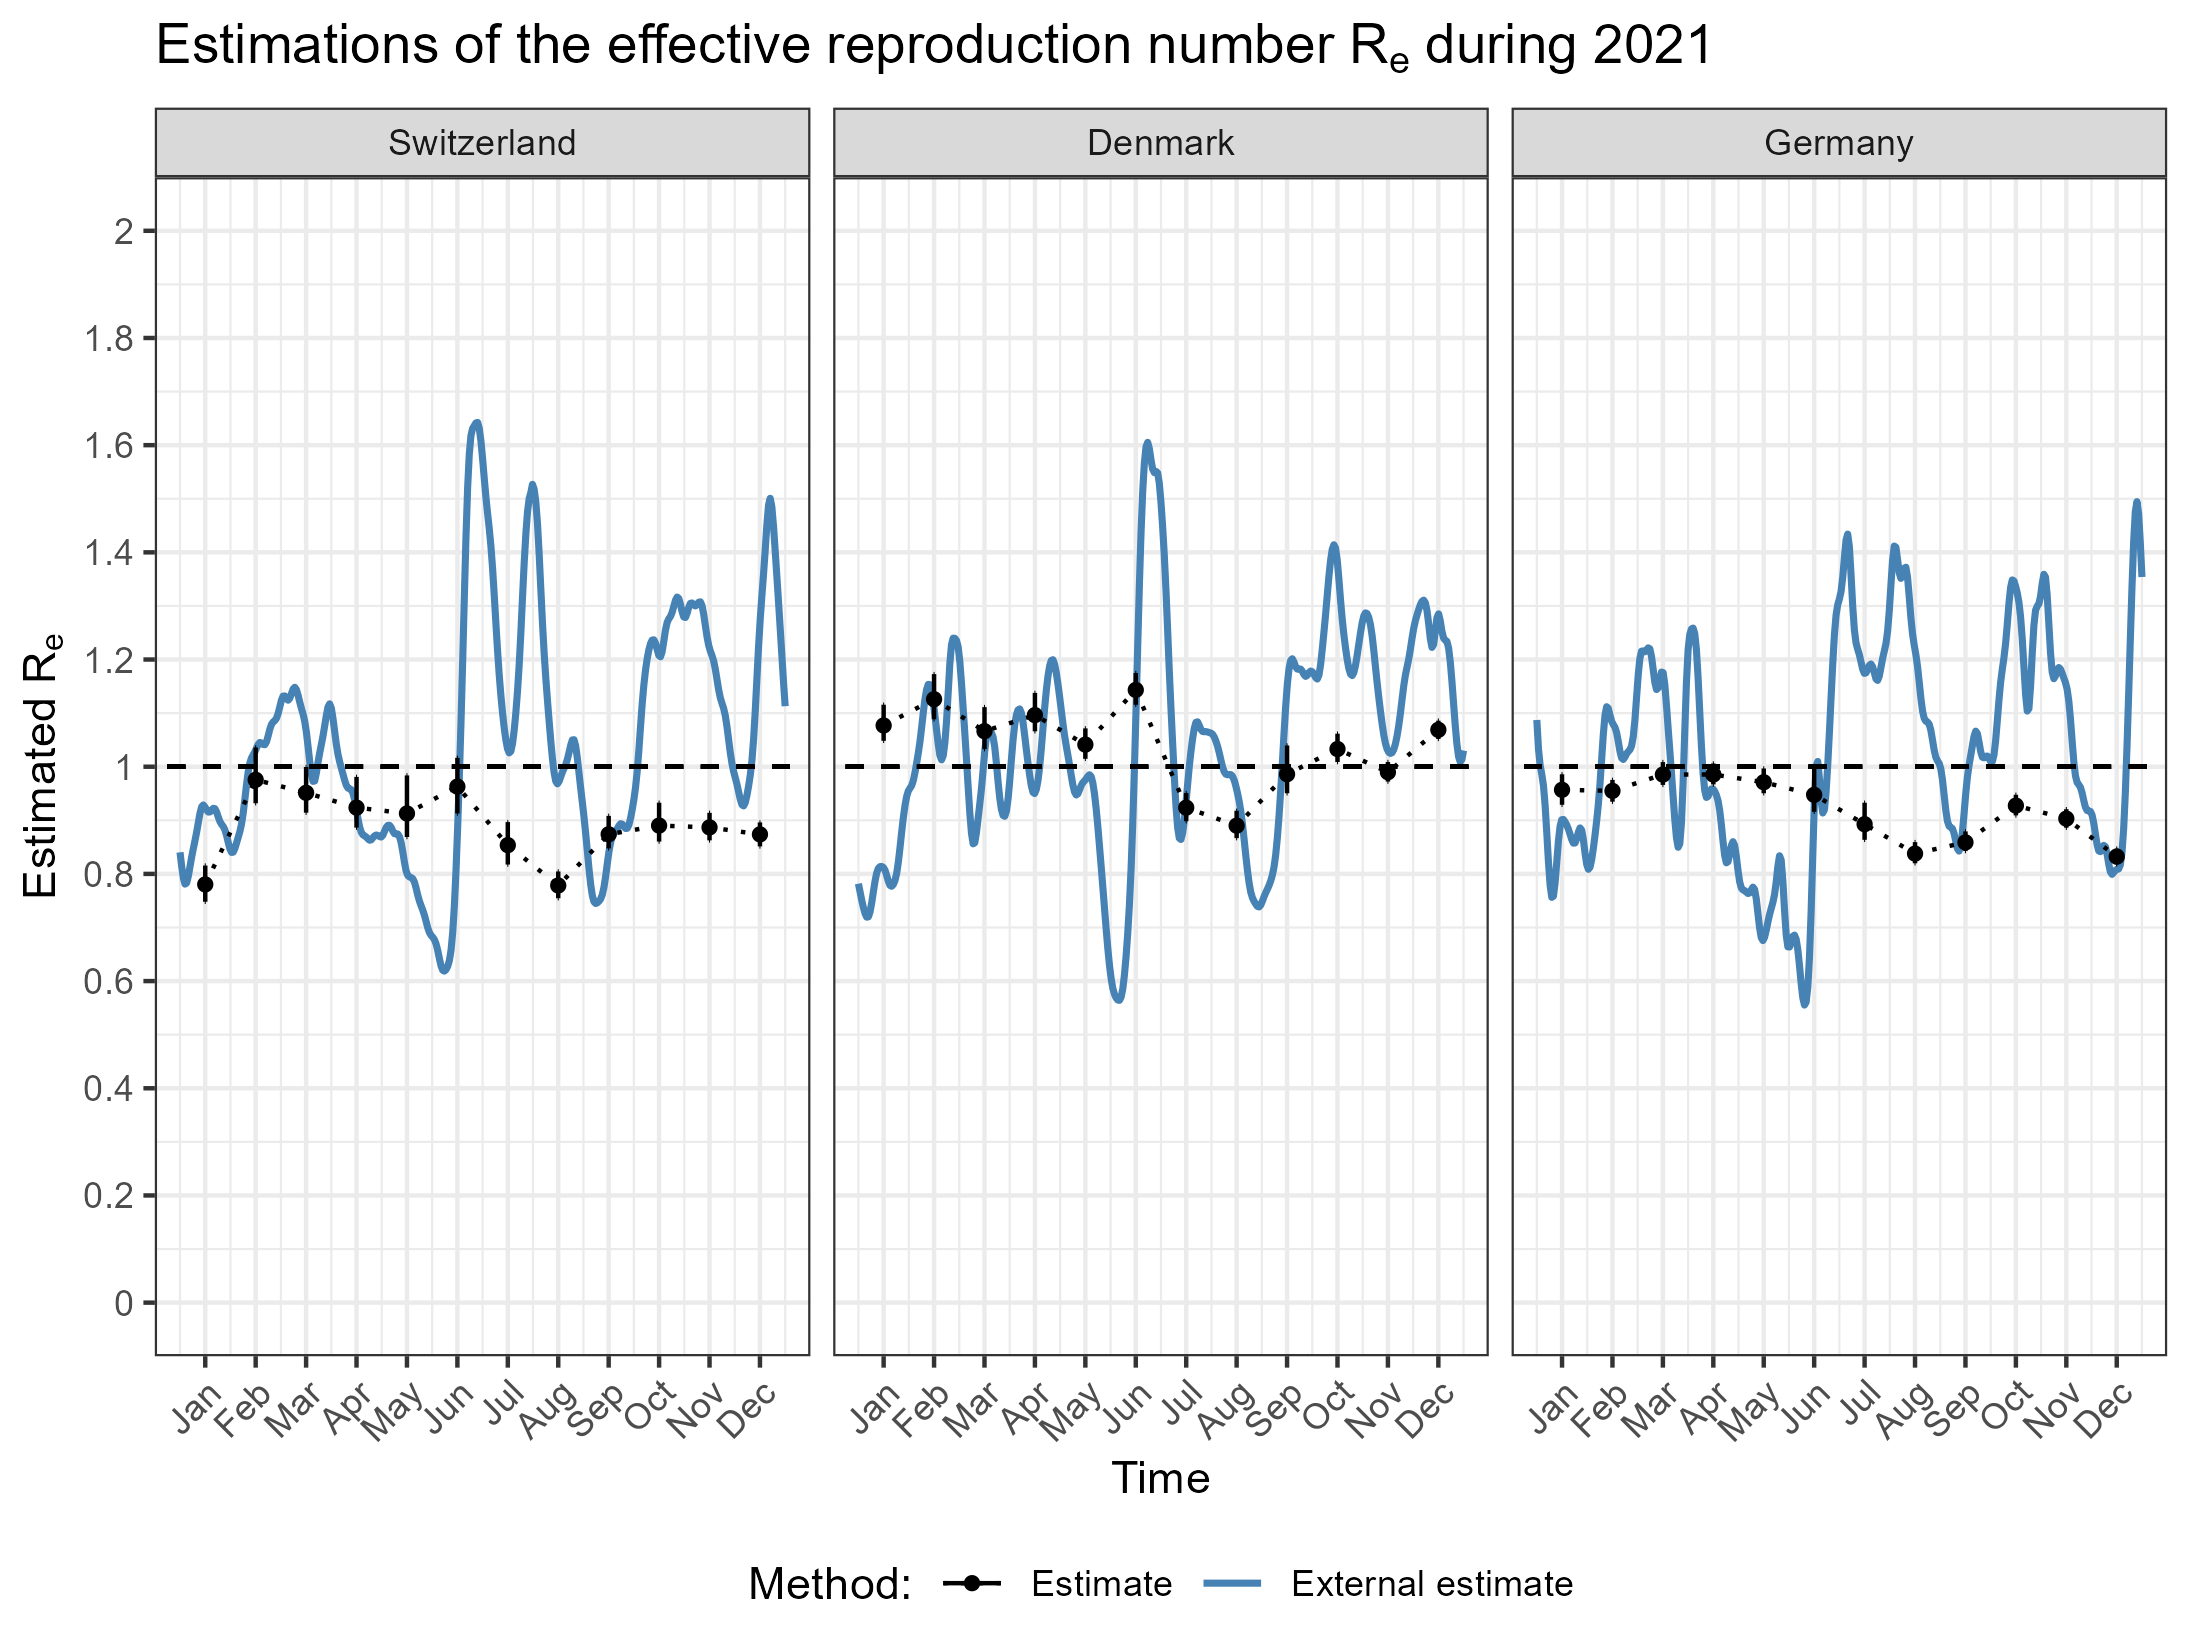 Estimations of the effective reproduction number Re during 2021
Switzerland
Denmark
Germany
Estimated Re
2
1.8
1.6
1.4
1.2
1
0.8
0.6
0.4
0.2
0
Jan Feb Mar Apr May Jun Jul Aug Sep Oct Nov Dec
Jan Feb Mar Apr May Jun Jul Aug Sep Oct Nov Dec
Jan Feb Mar Apr May Jun Jul Aug Sep Oct Nov Dec
Time
Method: Estimate External estimate